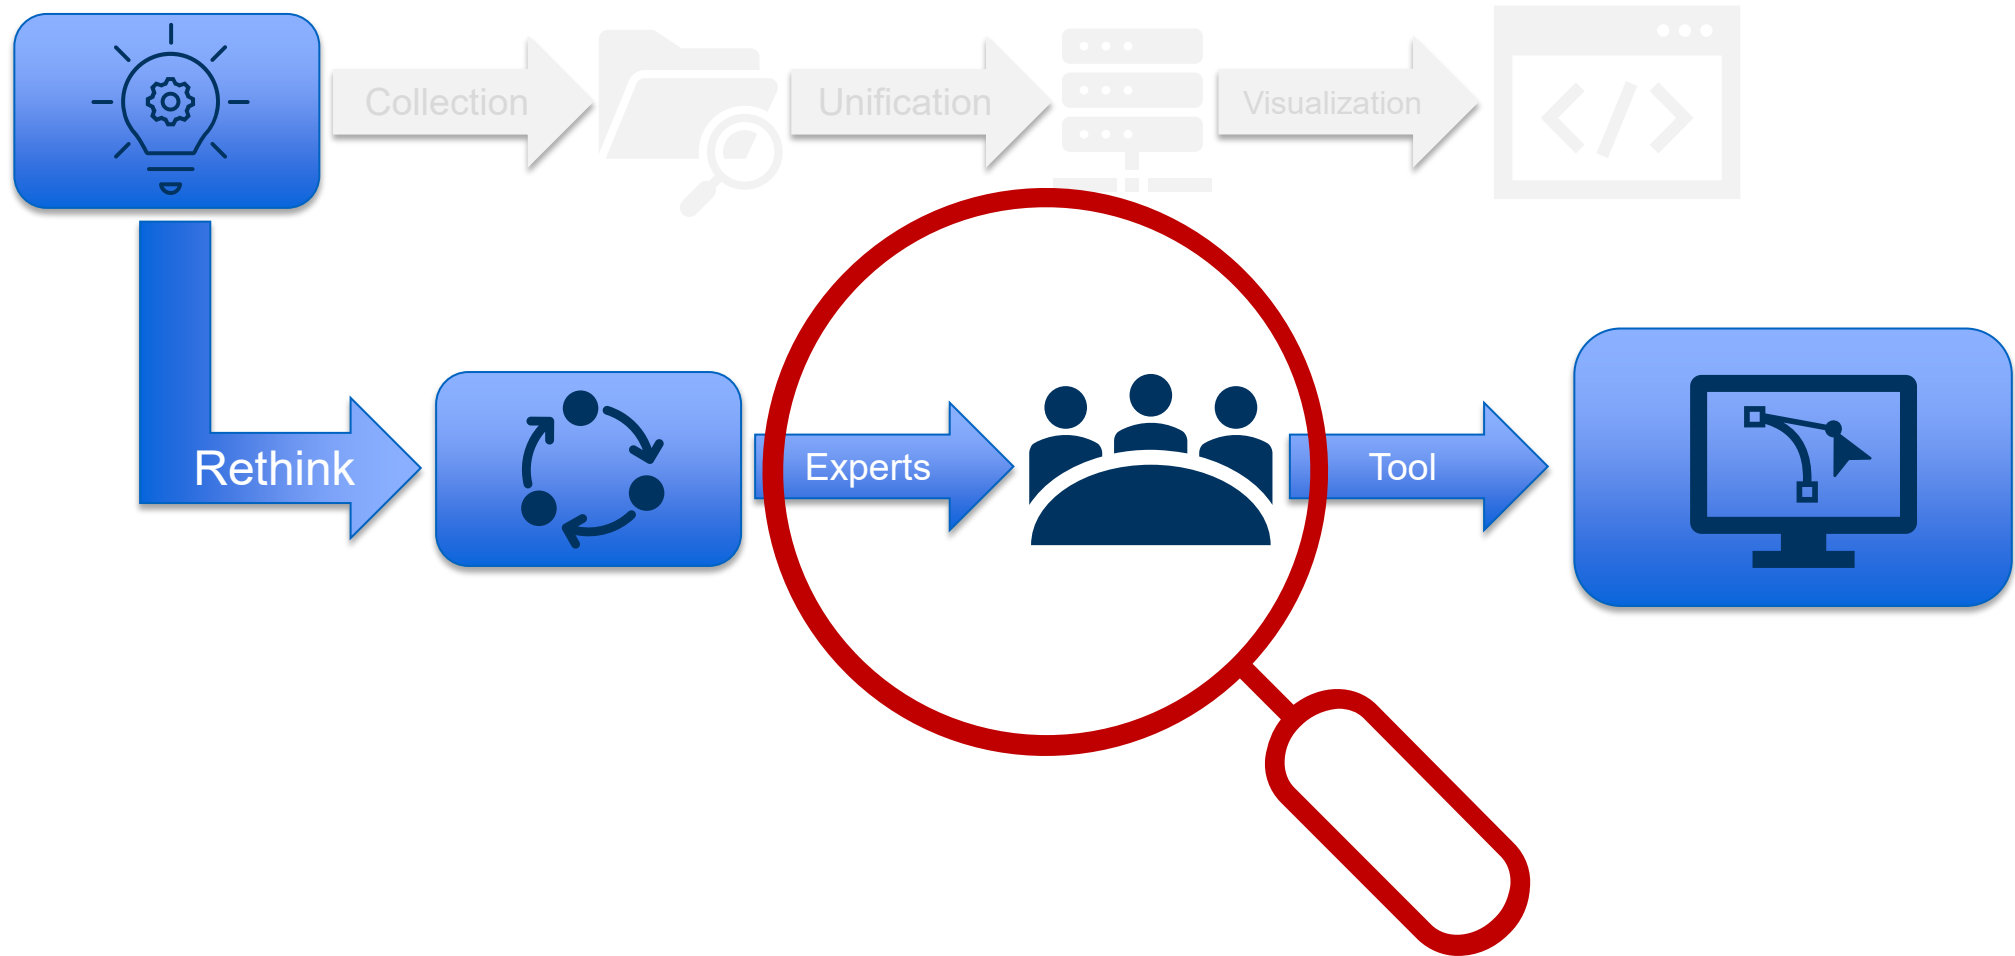 Collection
Unification
Visualization
Rethink
Experts
Tool